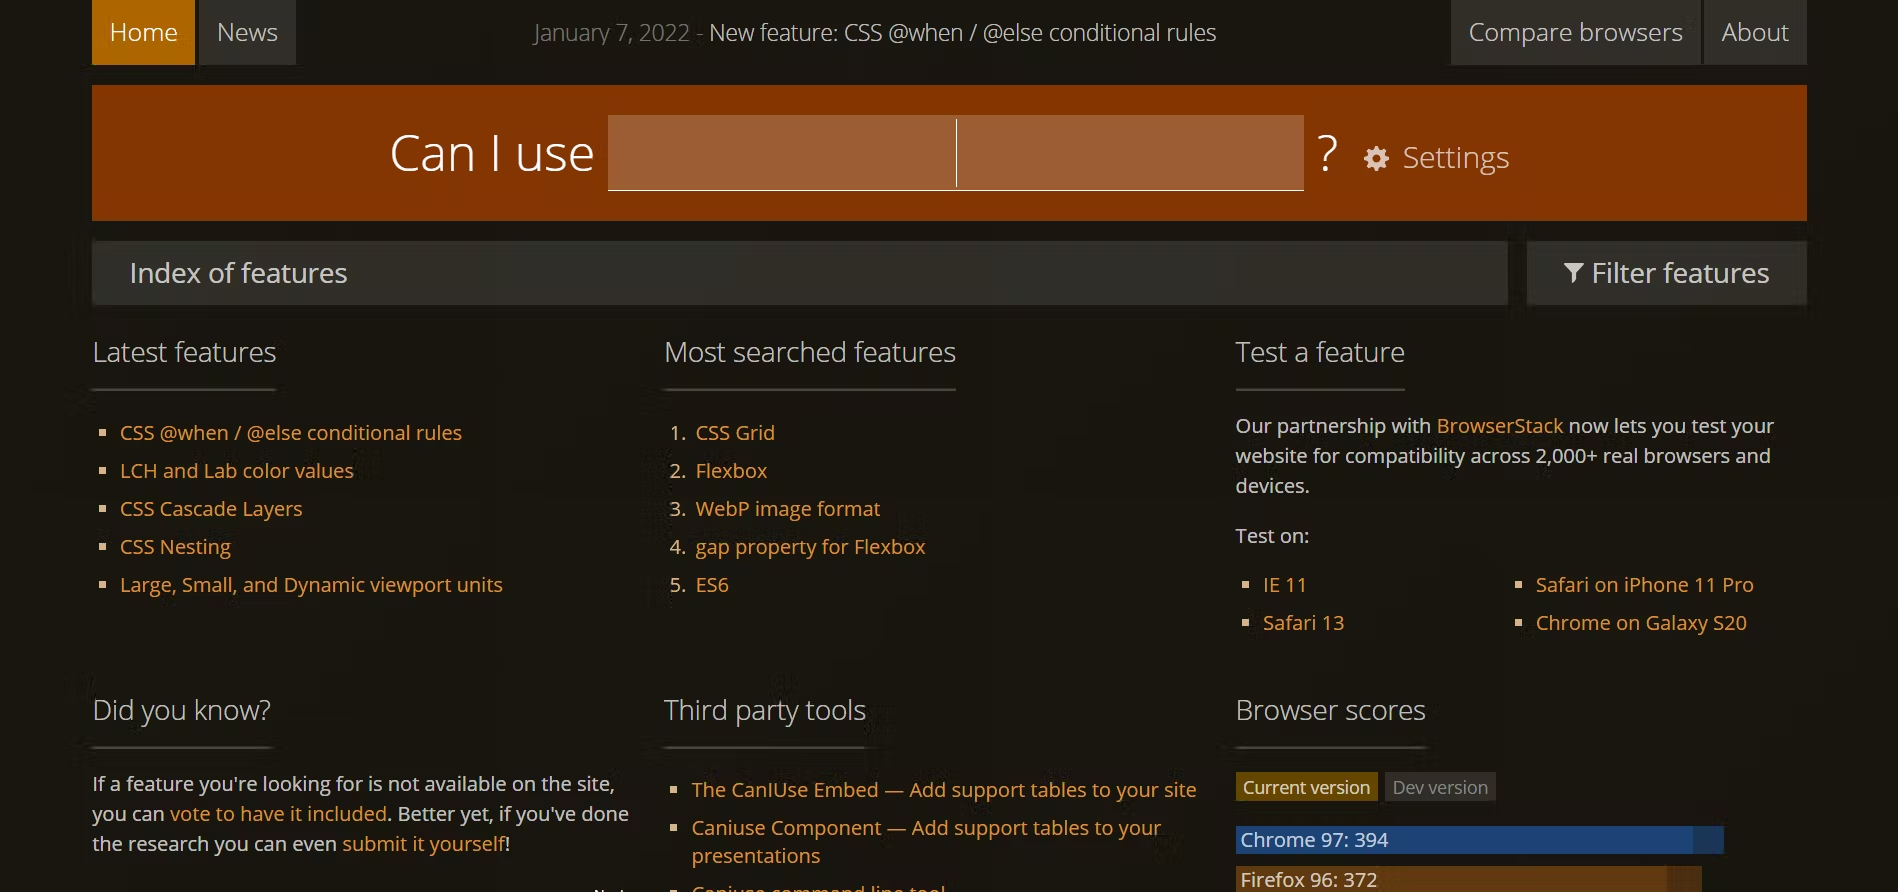 Home
News
January 7, 2022 - New feature: CSS @when / @else conditional rules
Compare browsers
About
Can I use ? Settings
Index of features
Filter features
Latest features
CSS @when / @else conditional rules
LCH and Lab color values
CSS Cascade Layers
CSS Nesting
Large, Small, and Dynamic viewport units
Most searched features
1. CSS Grid
2. Flexbox
3. WebP image format
4. gap property for Flexbox
5. ES6
Test a feature
Our partnership with BrowserStack now lets you test your
website for compatibility across 2,000+ real browsers and
devices.
Test on:
IE 11
Safari 13
Safari on iPhone 11 Pro
Chrome on Galaxy S20
Did you know?
If a feature you're looking for is not available on the site,
you can vote to have it included. Better yet, if you've done
the research you can even submit it yourself!
Third party tools
The CanIUse Embed — Add support tables to your site
Caniuse Component — Add support tables to your
presentations
Caniuse command line tool
Browser scores
Current version
Dev version
Chrome 97: 394
Firefox 96: 372